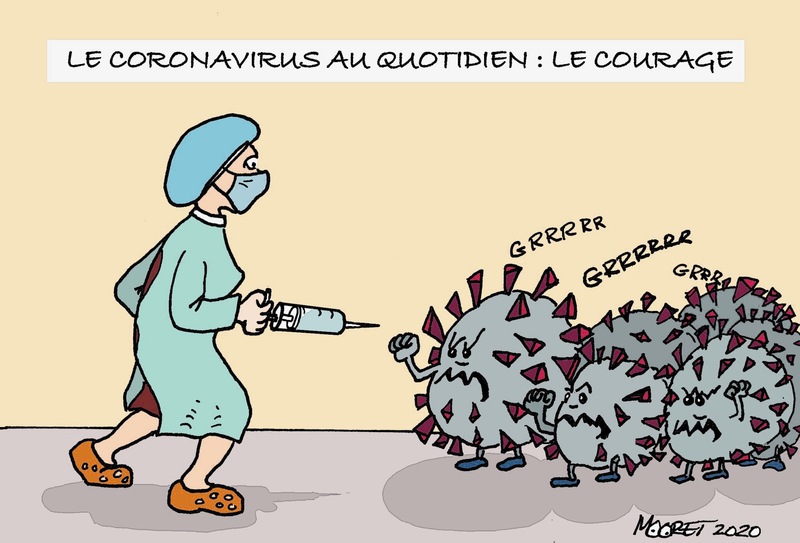 LE CORONAVIRUS AU QUOTIDIEN : LE COURAGE
GRRRRR
GRRRRRR
GRRR
MOORET 2020